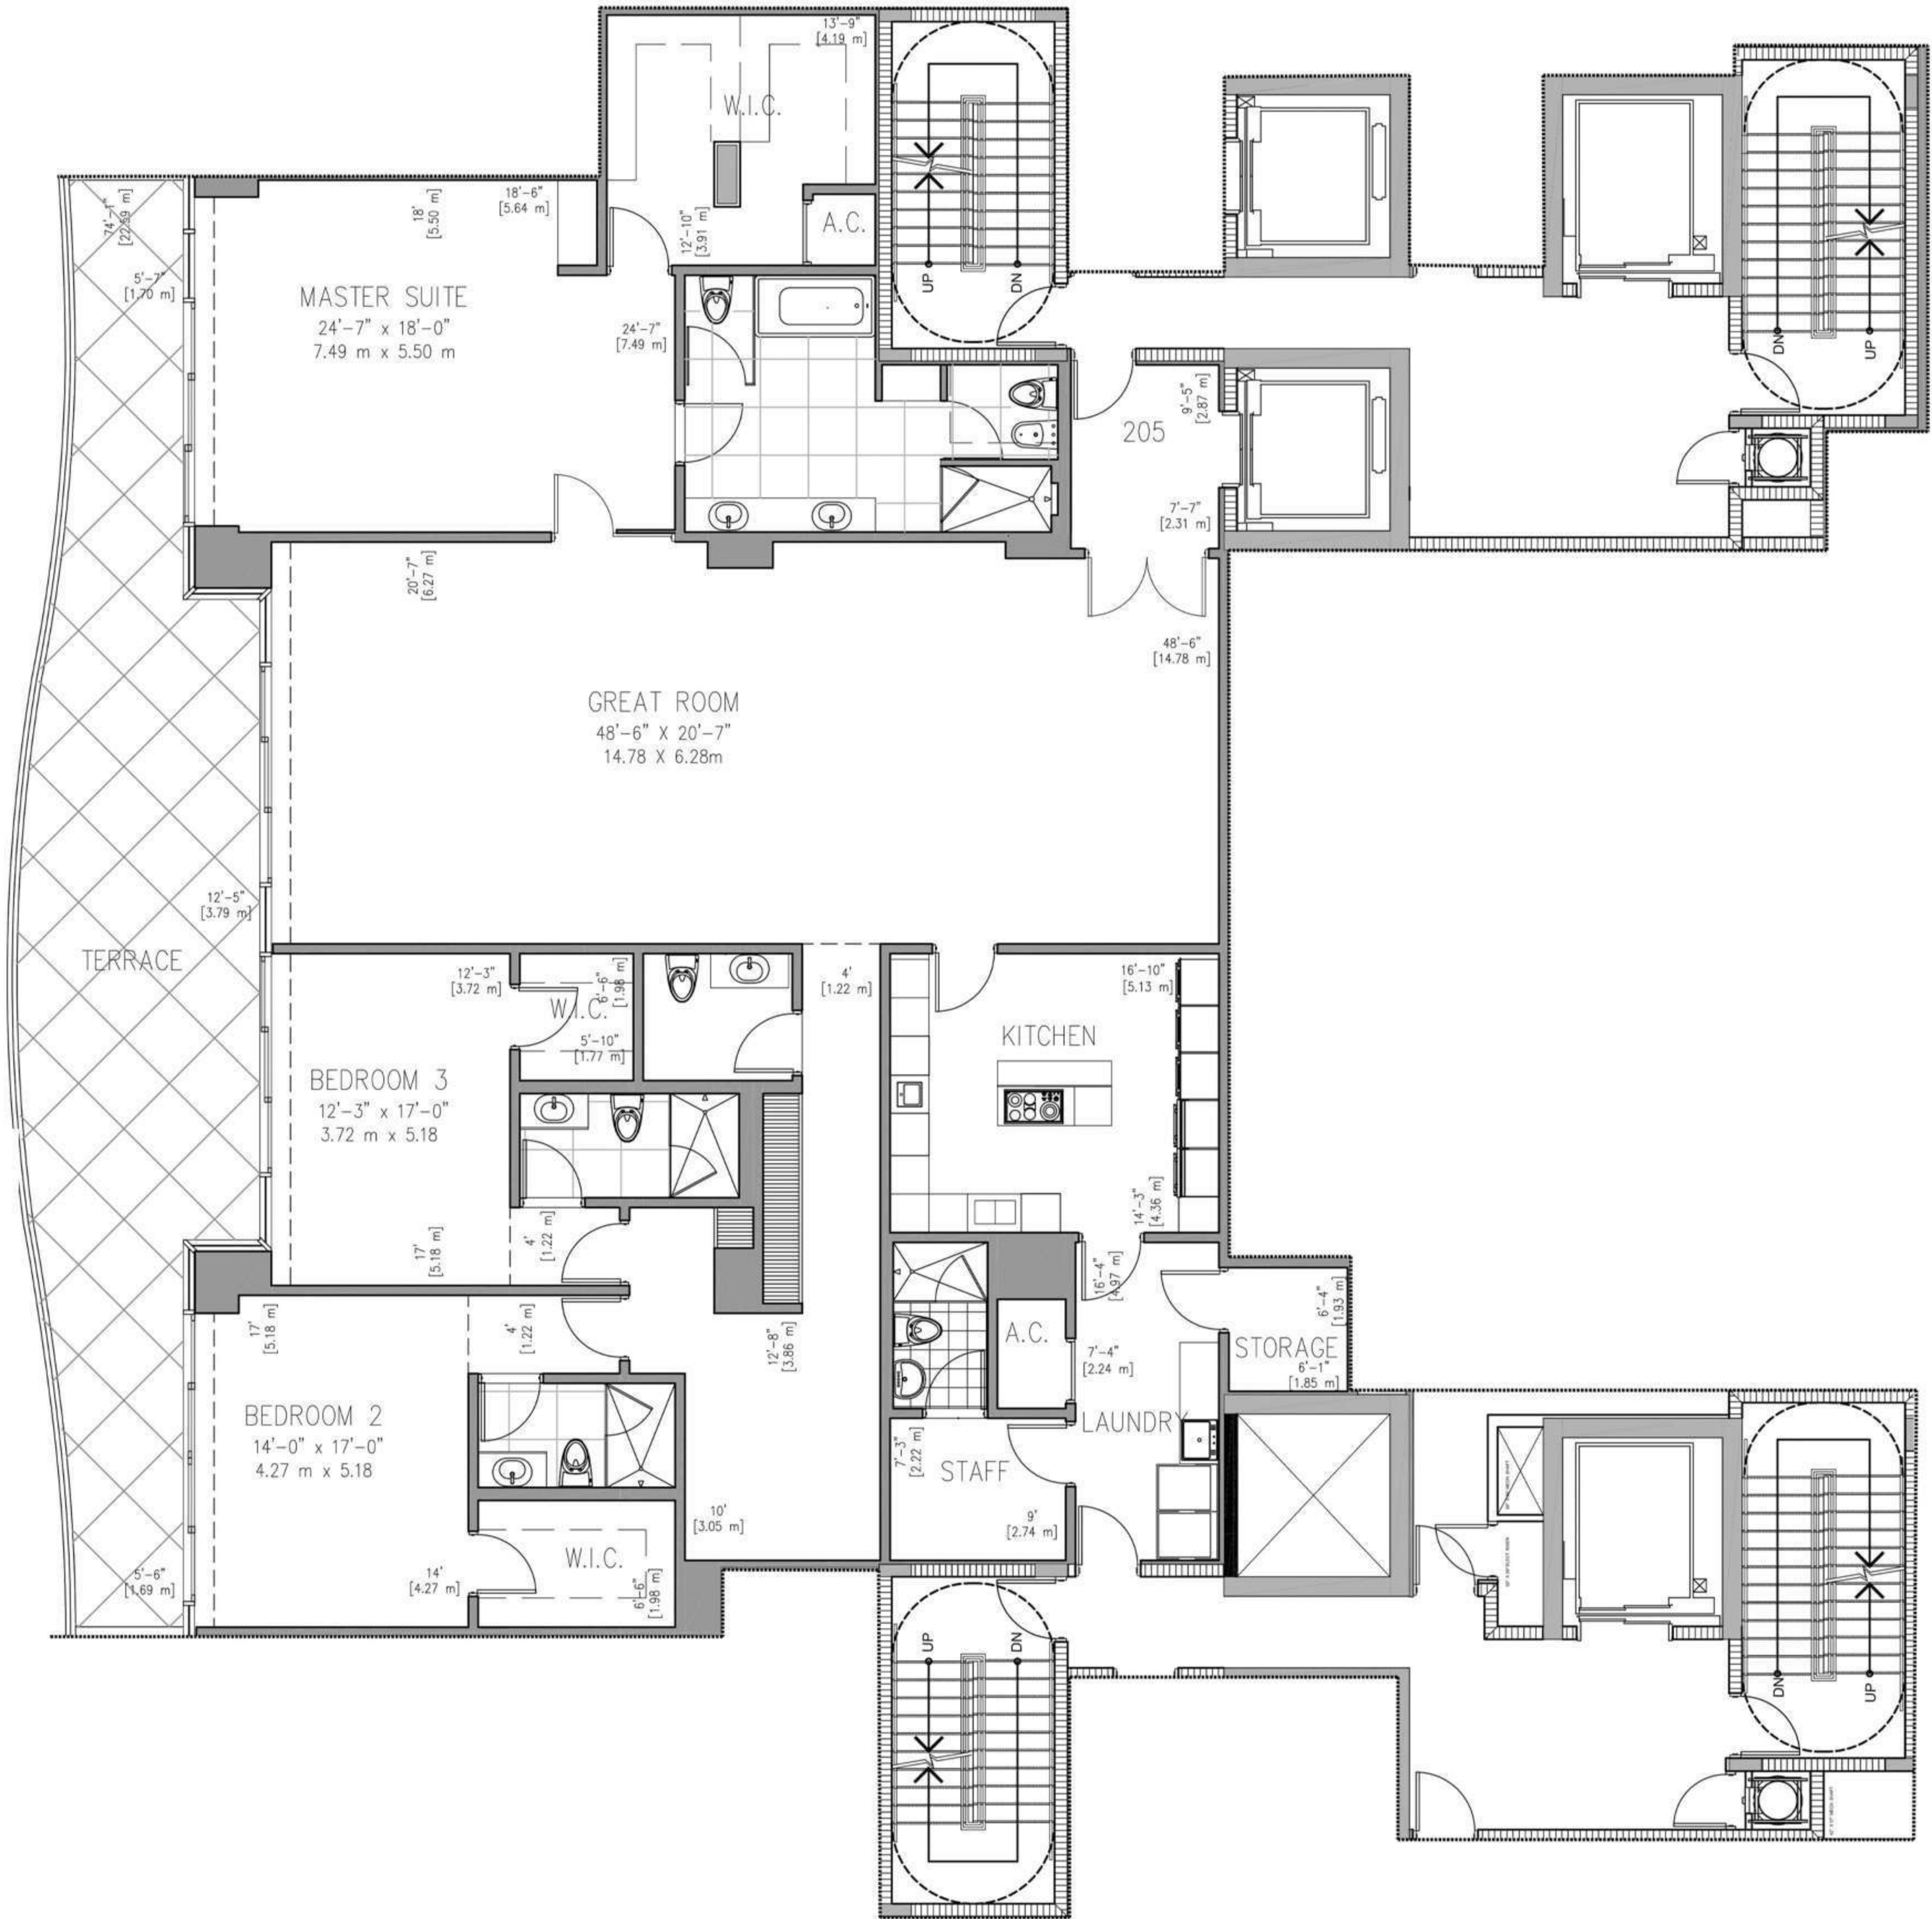 13'-9"
[4.19 m]
W.I.C.
18'-6"
[5.64 m]
18'
[5.50 m]
74'-1"
[22.59 m]
12'-10"
[3.91 m]
A.C.
UP
DN
5'-7"
[1.70 m]
MASTER SUITE
24'-7" x 18'-0"
7.49 m x 5.50 m
24'-7"
[7.49 m]
DN
UP
9'-5"
[2.87 m]
205
7'-7"
[2.31 m]
20'-7"
[6.27 m]
48'-6"
[14.78 m]
GREAT ROOM
48'-6" X 20'-7"
14.78 X 6.28m
12'-5"
[3.79 m]
TERRACE
12'-3"
[3.72 m]
6'-6"
[1.98 m]
W.I.C.
5'-10"
[1.77 m]
4'
[1.22 m]
16'-10"
[5.13 m]
KITCHEN
BEDROOM 3
12'-3" x 17'-0"
3.72 m x 5.18
14'-3"
[4.36 m]
17'
[5.18 m]
4'
[1.22 m]
16'-4"
[4.97 m]
17'
[5.18 m]
4'
[1.22 m]
12'-8"
[3.86 m]
A.C.
7'-4"
[2.24 m]
6'-4"
[1.93 m]
STORAGE
6'-1"
[1.85 m]
BEDROOM 2
14'-0" x 17'-0"
4.27 m x 5.18
LAUNDRY
7'-3"
[2.22 m]
STAFF
10'
[3.05 m]
9'
[2.74 m]
W.I.C.
5'-6"
[1.69 m]
14'
[4.27 m]
6'-6"
[1.98 m]
UP
DN
DN
UP